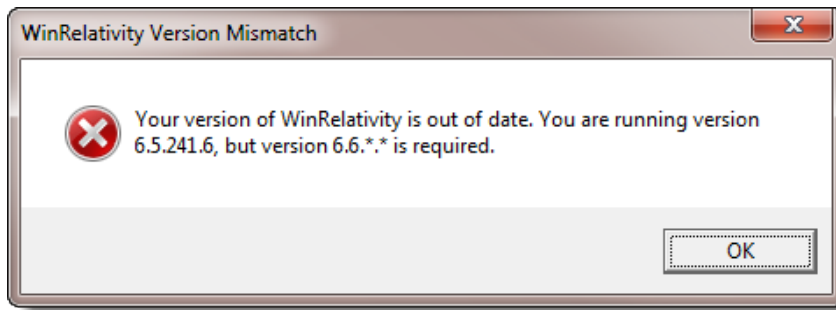 WinRelativity Version Mismatch
Your version of WinRelativity is out of date. You are running version
6.5.241.6, but version 6.6.*.* is required.
OK